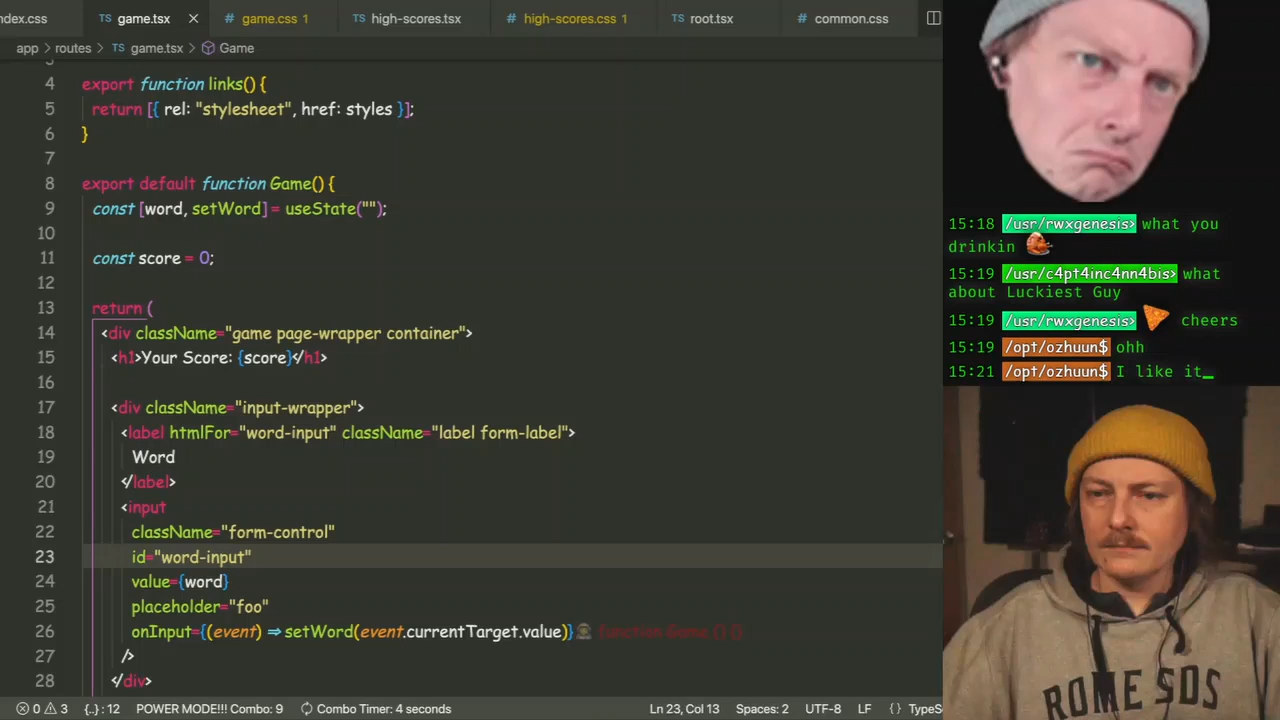 ndex.css
TS game.tsx ×
# game.css 1
TS high-scores.tsx
# high-scores.css 1
TS root.tsx
# common.css
app > routes > TS game.tsx > Game
4 export function links() {
5 return [{ rel: "stylesheet", href: styles }];
6 }
7
8 export default function Game() {
9 const [word, setWord] = useState("");
10
11 const score = 0;
12
13 return (
14 <div className="game page-wrapper container">
15 <h1>Your Score: {score}</h1>
16
17 <div className="input-wrapper">
18 <label htmlFor="word-input" className="label form-label">
19 Word
20 </label>
21 <input
22 className="form-control"
23 id="word-input"
24 value={word}
25 placeholder="foo"
26 onInput={(event) => setWord(event.currentTarget.value)} function Game () {}
27 />
28 </div>
0 3 {..} : 12 POWER MODE!!! Combo: 9 Combo Timer: 4 seconds Ln 23, Col 13 Spaces: 2 UTF-8 LF {} TypeS
15:18 /usr/rwxgenesis> what you
drinkin
15:19 /usr/c4pt4inc4nn4bis> what
about Luckiest Guy
15:19 /usr/rwxgenesis> cheers
15:19 /opt/ozhuun$ ohh
15:21 /opt/ozhuun$ I like it_
ROME SDS